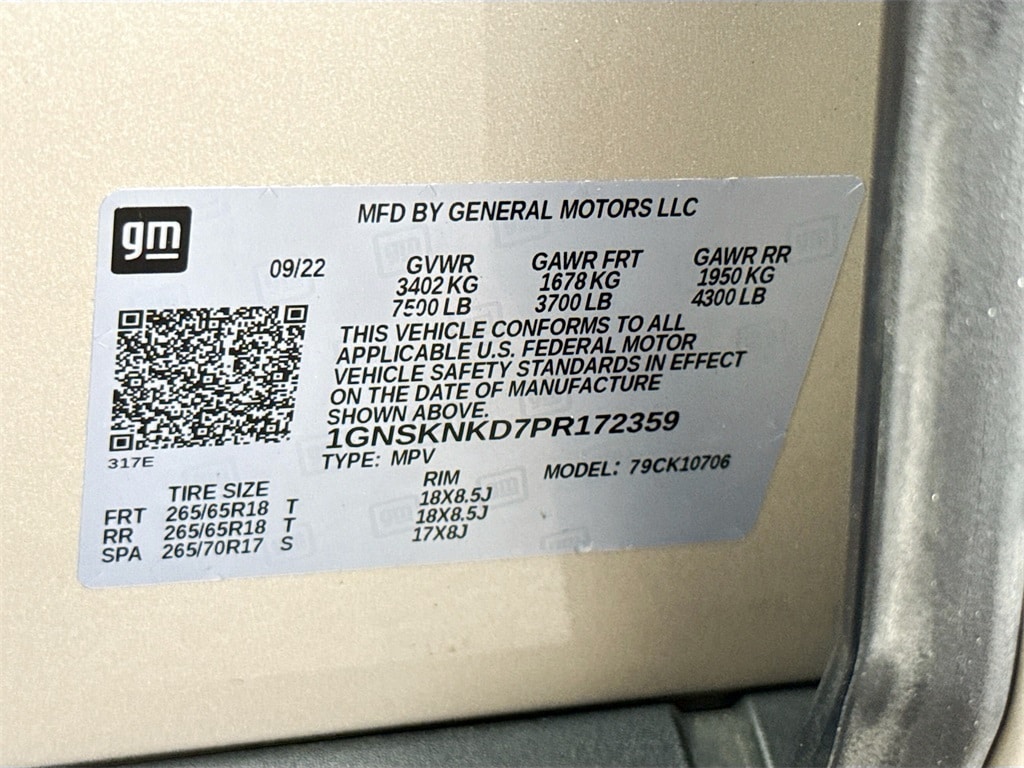 gm
MFD BY GENERAL MOTORS LLC
09/22 GVWR GAWR FRT GAWR RR
3402 KG 1678 KG 1950 KG
7500 LB 3700 LB 4300 LB
THIS VEHICLE CONFORMS TO ALL
APPLICABLE U.S. FEDERAL MOTOR
VEHICLE SAFETY STANDARDS IN EFFECT
ON THE DATE OF MANUFACTURE
SHOWN ABOVE.
1GNSKNKD7PR172359
317E
TYPE: MPV MODEL: 79CK10706
TIRE SIZE RIM
FRT 265/65R18 T 18X8.5J
RR 265/65R18 T 18X8.5J
SPA 265/70R17 S 17X8J